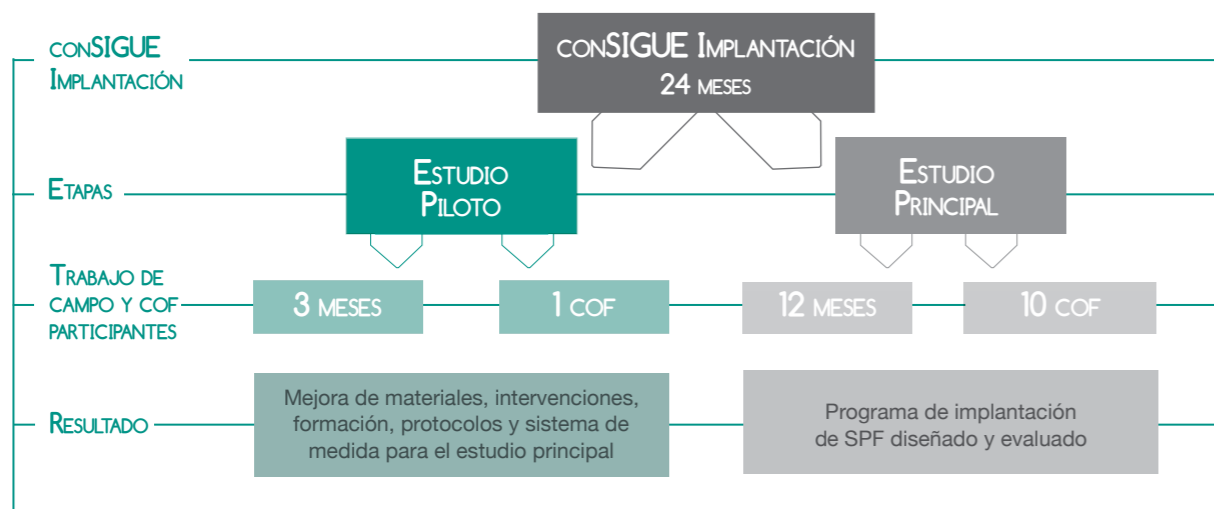 conSIGUE
Implantación
conSIGUE Implantación
24 meses
Etapas
Estudio
Piloto
Estudio
Principal
Trabajo de
campo y COF
participantes
3 meses
1 COF
12 meses
10 COF
Resultado
Mejora de materiales, intervenciones,
formación, protocolos y sistema de
medida para el estudio principal
Programa de implantación
de SPF diseñado y evaluado